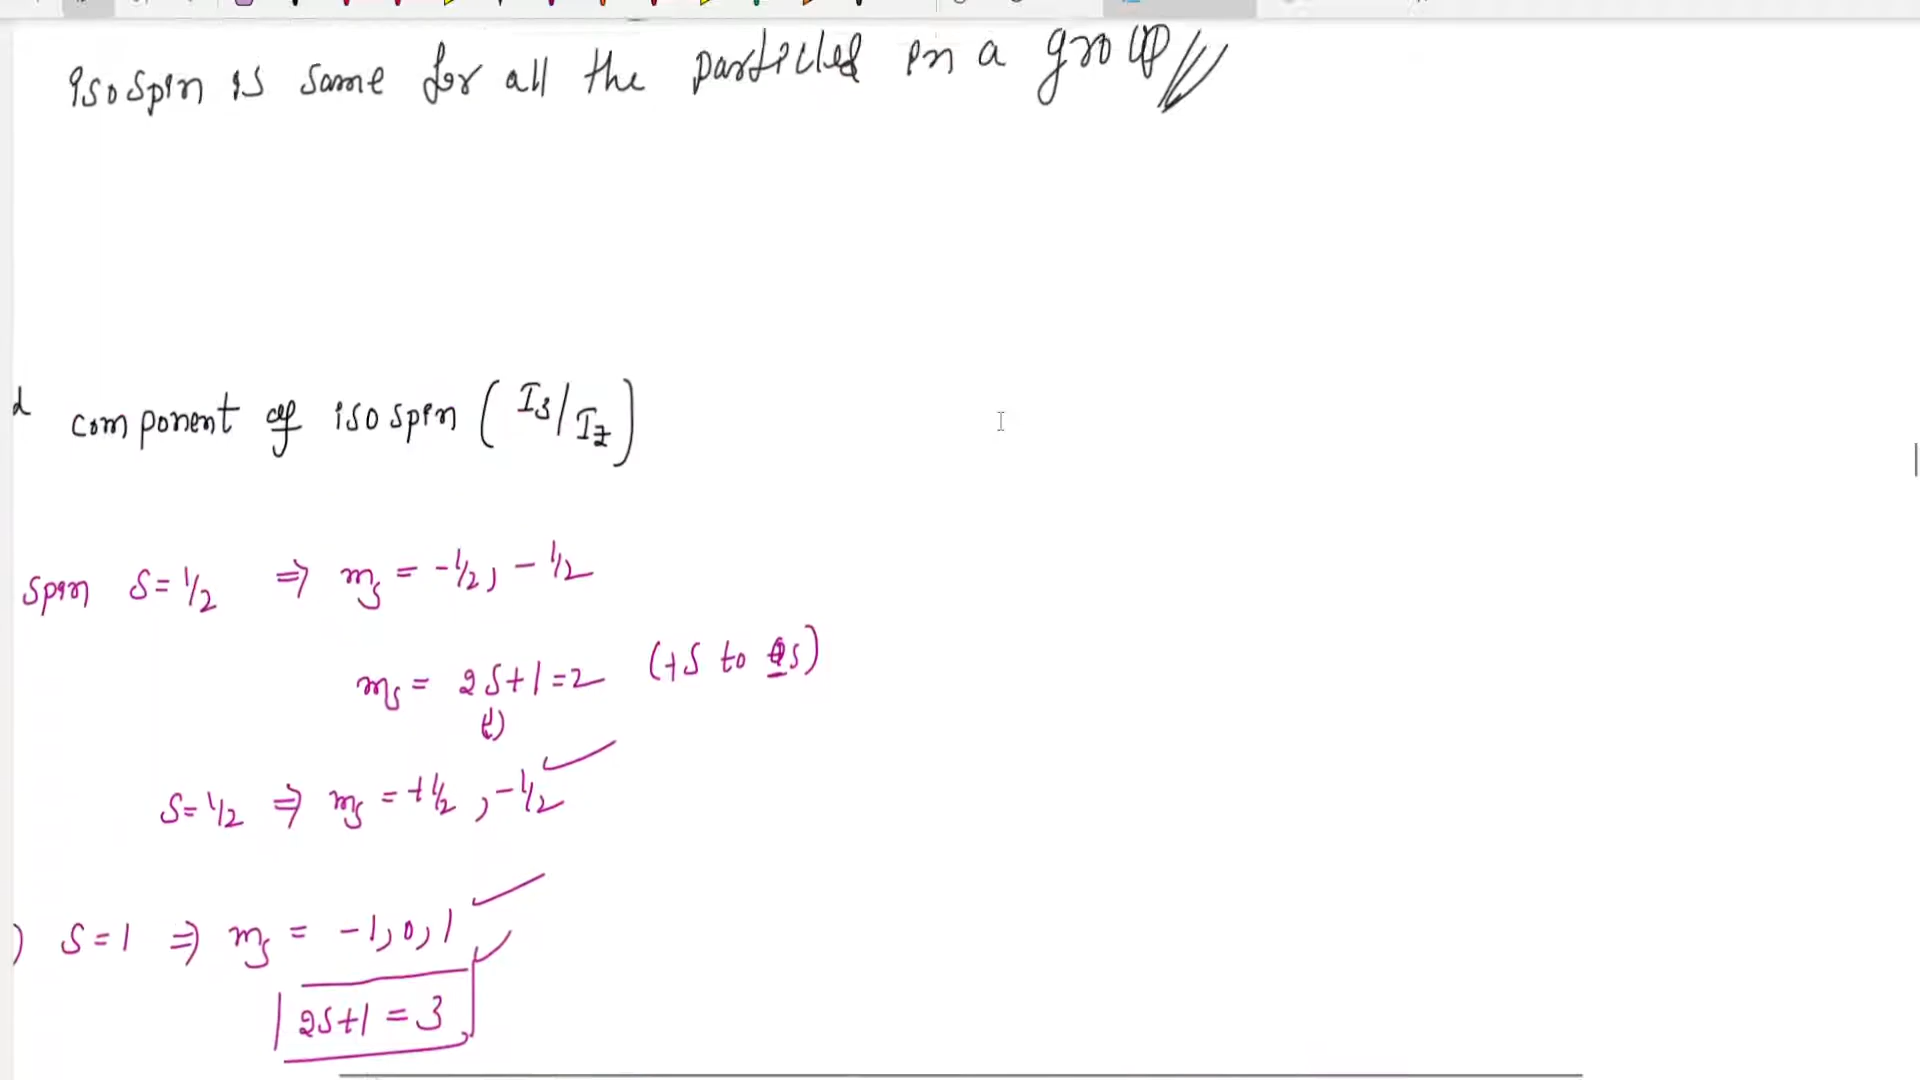 isospin is same for all the particles in a group
d component of isospin (I3/Iz)
spin S=1/2 ⇒ ms = -1/2, -1/2
ms = 2S+1=2 (+S to -s)
S=1/2 ⇒ ms = +1/2, -1/2
) S=1 ⇒ ms = -1,0,1
2S+1 = 3